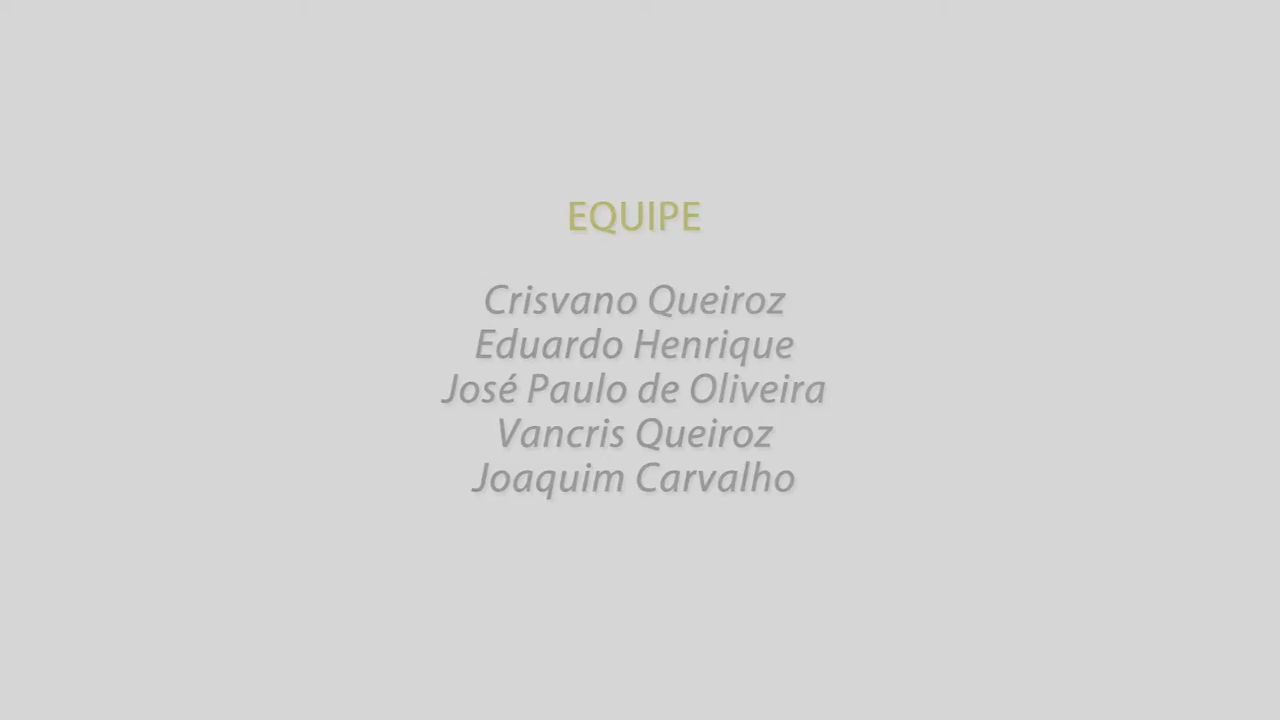 EQUIPE
Crisvano Queiroz
Eduardo Henrique
José Paulo de Oliveira
Vancris Queiroz
Joaquim Carvalho